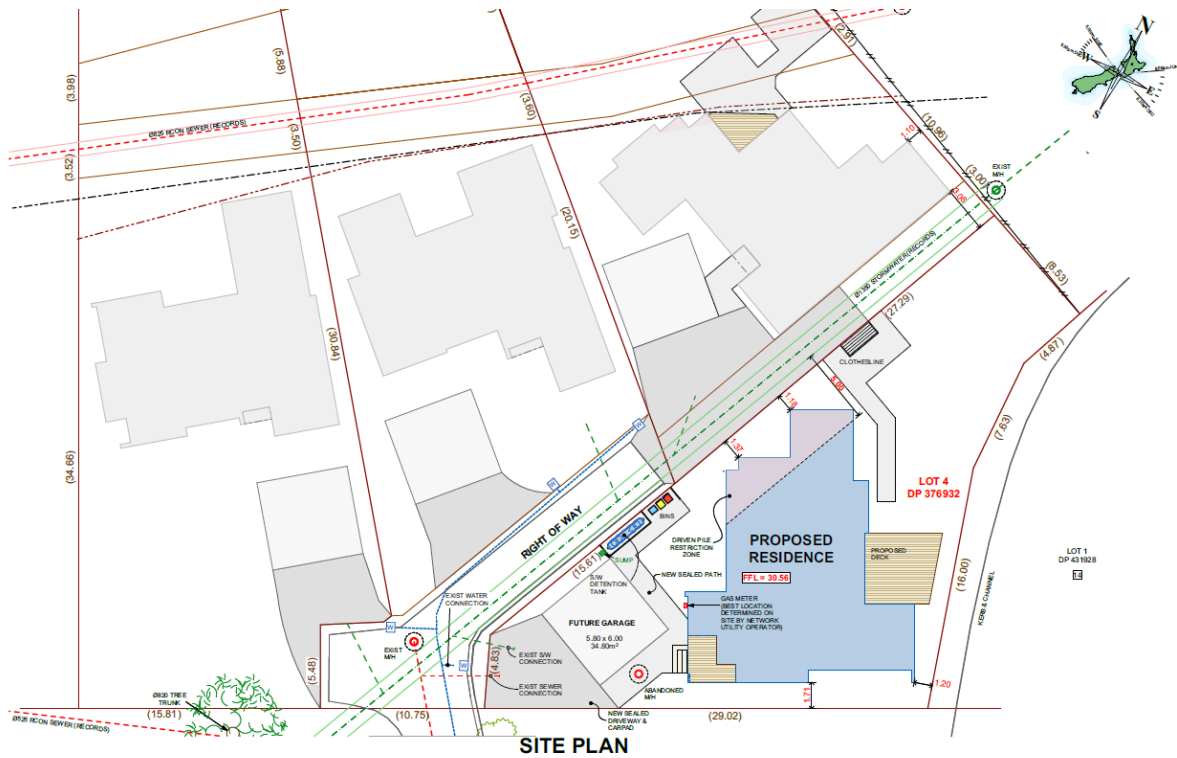 N
W
E
S
(2.91)
(5.88)
(3.98)
(3.60)
Ø525 RCON SEWER (RECORDS)
(3.50)
(3.52)
1.10
(10.96)
EXIST
M/H
(3.00)
3.06
(20.15)
Ø1350 STORMWATER (RECORDS)
(8.53)
(27.29)
(30.84)
(4.87)
CLOTHESLINE
5.89
1.18
(7.63)
1.37
W
(34.66)
LOT 4
DP 376932
W
BINS
RIGHT OF WAY
DRIVEN PILE
RESTRICTION
ZONE
PROPOSED
RESIDENCE
PROPOSED
DECK
LOT 1
DP 431928
14
SUMP
(15.61)
S/W
DETENTION
TANK
NEW SEALED PATH
FFL = 30.56
(16.00)
EXIST WATER
CONNECTION
GAS METER
(BEST LOCATION
DETERMINED ON
SITE BY NETWORK
UTILITY OPERATOR)
KERB & CHANNEL
FUTURE GARAGE
5.80 x 6.00
34.80m²
W
EXIST
M/H
EXIST S/W
CONNECTION
(4.83)
(5.48)
EXIST SEWER
CONNECTION
ABANDONED
M/H
1.20
1.71
Ø820 TREE
TRUNK
(15.81)
(10.75)
NEW SEALED
DRIVEWAY &
CARPAD
(29.02)
Ø525 RCON SEWER (RECORDS)
SITE PLAN